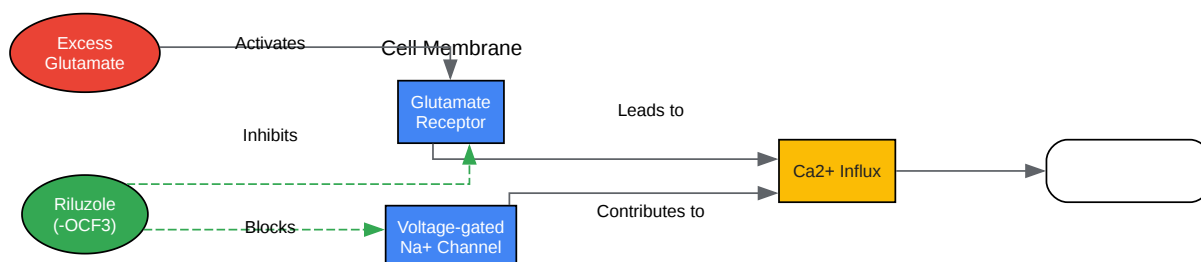 Excess
Glutamate
Activates
Cell Membrane
Glutamate
Receptor
Leads to
Inhibits
Ca2+ Influx
Riluzole
(-OCF3)
Blocks
Voltage-gated
Na+ Channel
Contributes to